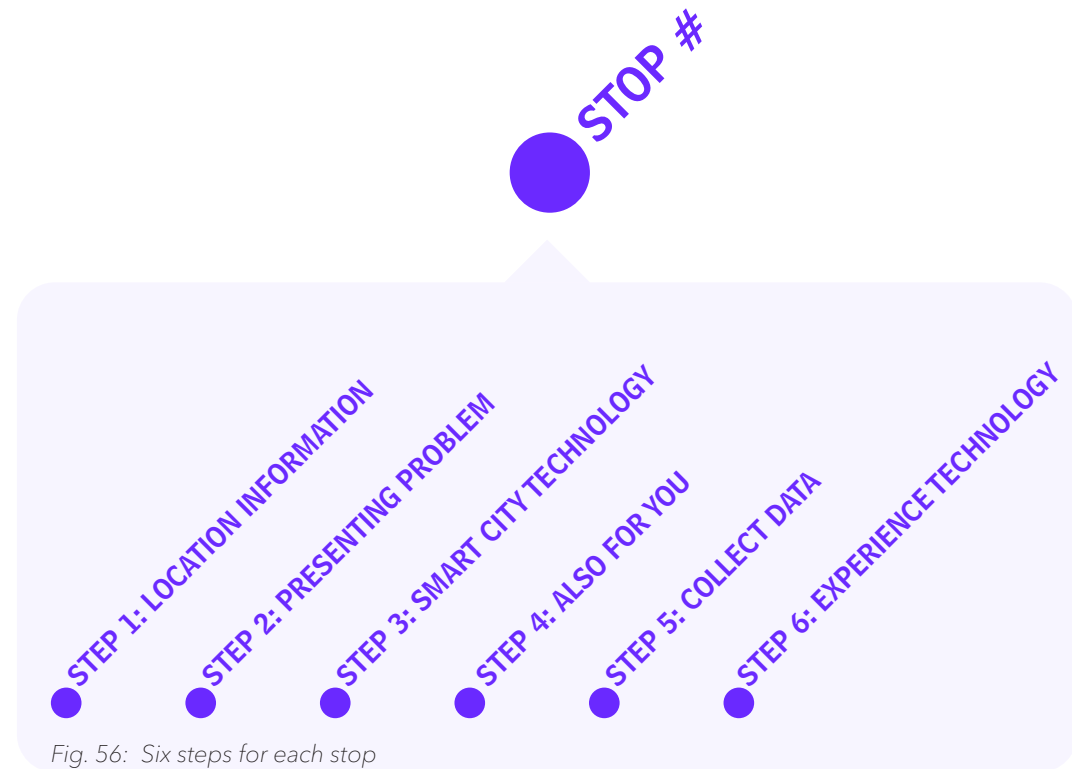 STOP #
STEP 1: LOCATION INFORMATION
STEP 2: PRESENTING PROBLEM
STEP 3: SMART CITY TECHNOLOGY
STEP 4: ALSO FOR YOU
STEP 5: COLLECT DATA
STEP 6: EXPERIENCE TECHNOLOGY
Fig. 56: Six steps for each stop